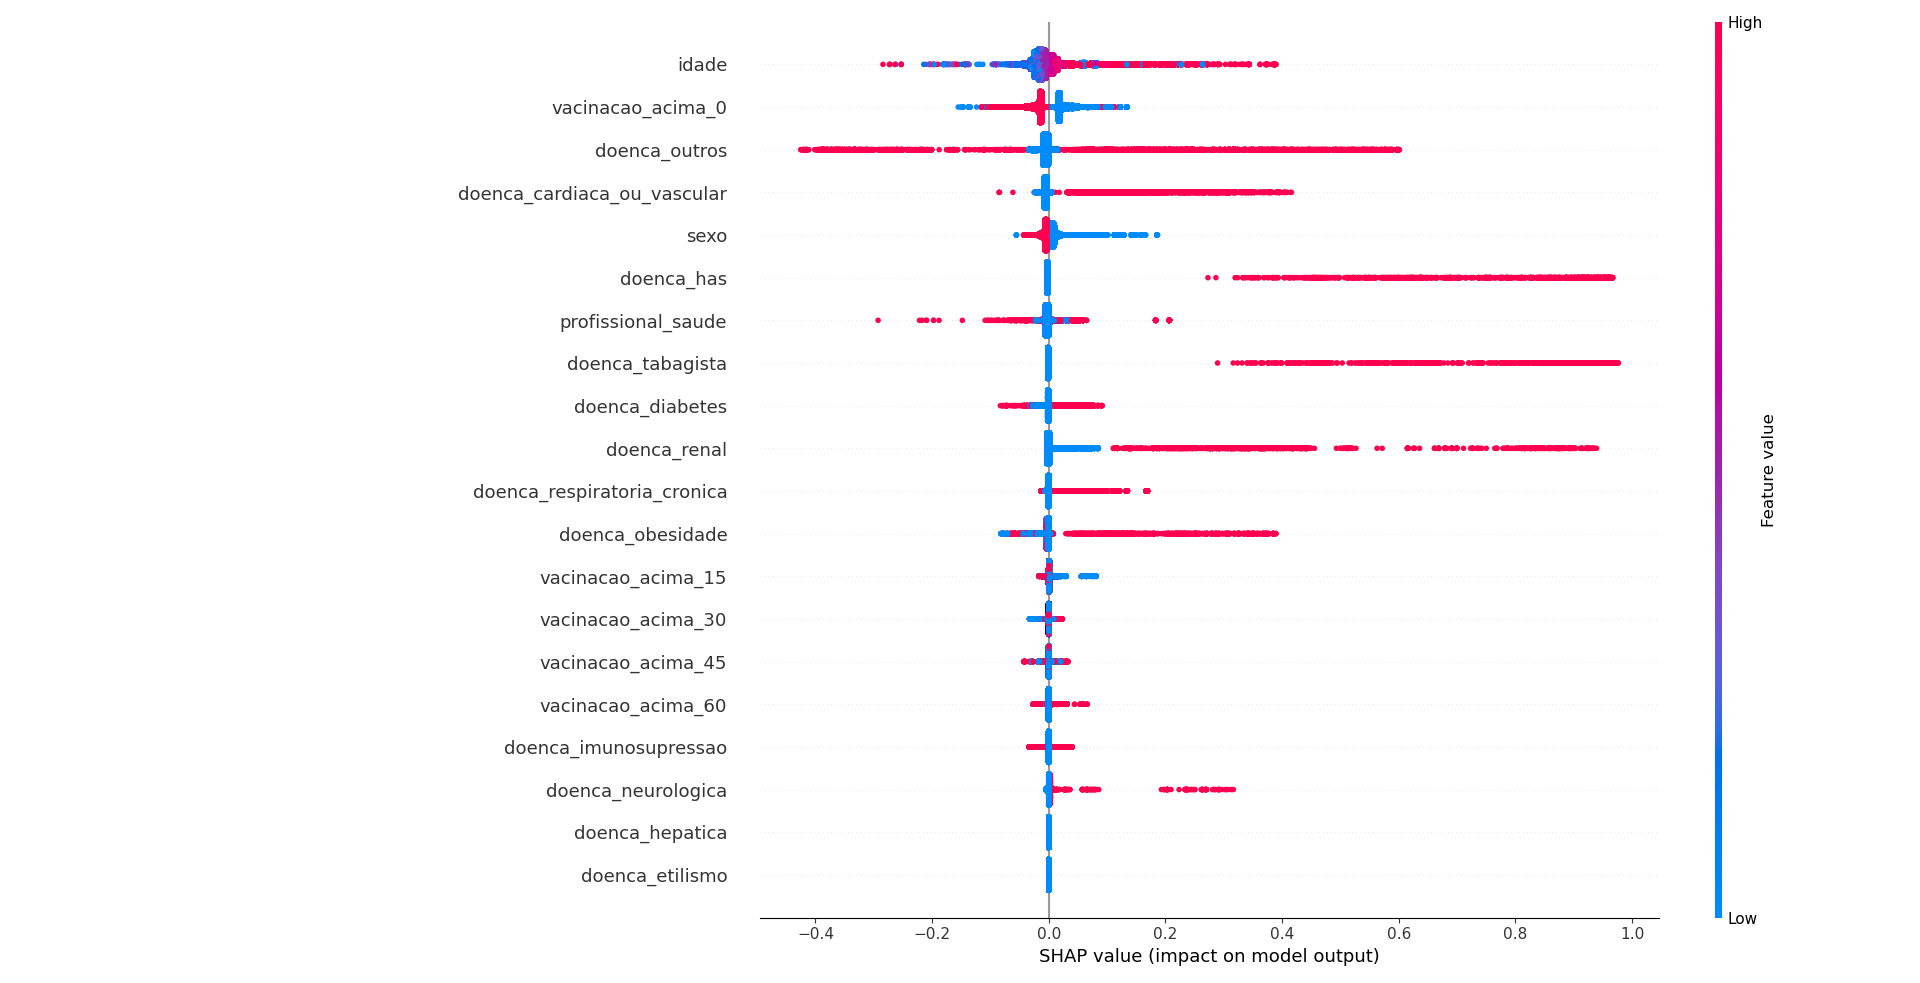 High
idade
vacinacao_acima_0
doenca_outros
doenca_cardiaca_ou_vascular
sexo
doenca_has
profissional_saude
doenca_tabagista
doenca_diabetes
doenca_renal
doenca_respiratoria_cronica
doenca_obesidade
vacinacao_acima_15
vacinacao_acima_30
vacinacao_acima_45
vacinacao_acima_60
doenca_imunosupressao
doenca_neurologica
doenca_hepatica
doenca_etilismo
Feature value
Low
−0.4 −0.2 0.0 0.2 0.4 0.6 0.8 1.0
SHAP value (impact on model output)